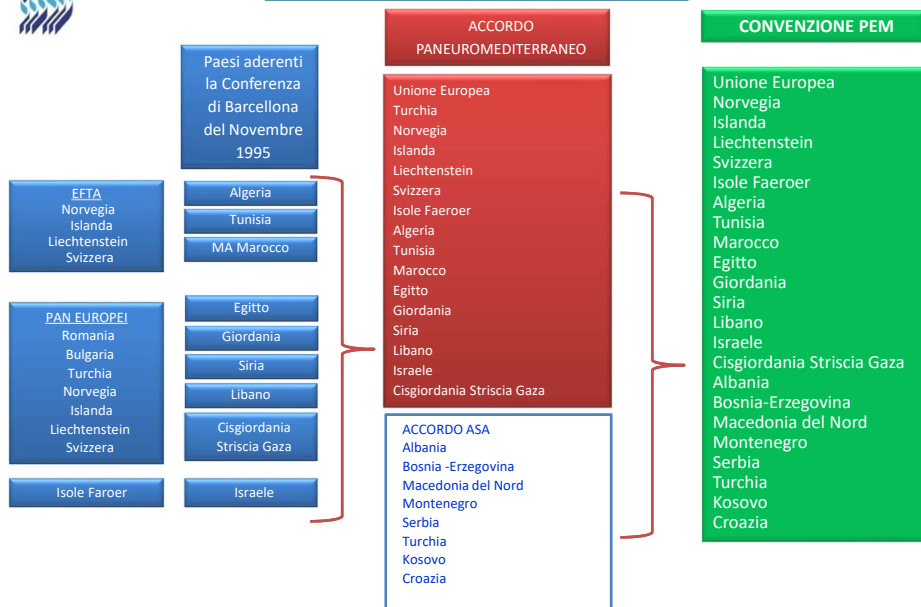 Paesi aderenti
la Conferenza
di Barcellona
del Novembre
1995
EFTA
Norvegia
Islanda
Liechtenstein
Svizzera
PAN EUROPEI
Romania
Bulgaria
Turchia
Norvegia
Islanda
Liechtenstein
Svizzera
Isole Faroer
Algeria
Tunisia
MA Marocco
Egitto
Giordania
Siria
Libano
Cisgiordania
Striscia Gaza
Israele
ACCORDO
PANEUROMEDITERRANEO
Unione Europea
Turchia
Norvegia
Islanda
Liechtenstein
Svizzera
Isole Faeroer
Algeria
Tunisia
Marocco
Egitto
Giordania
Siria
Libano
Israele
Cisgiordania Striscia Gaza
ACCORDO ASA
Albania
Bosnia -Erzegovina
Macedonia del Nord
Montenegro
Serbia
Turchia
Kosovo
Croazia
CONVENZIONE PEM
Unione Europea
Norvegia
Islanda
Liechtenstein
Svizzera
Isole Faeroer
Algeria
Tunisia
Marocco
Egitto
Giordania
Siria
Libano
Israele
Cisgiordania Striscia Gaza
Albania
Bosnia-Erzegovina
Macedonia del Nord
Montenegro
Serbia
Turchia
Kosovo
Croazia